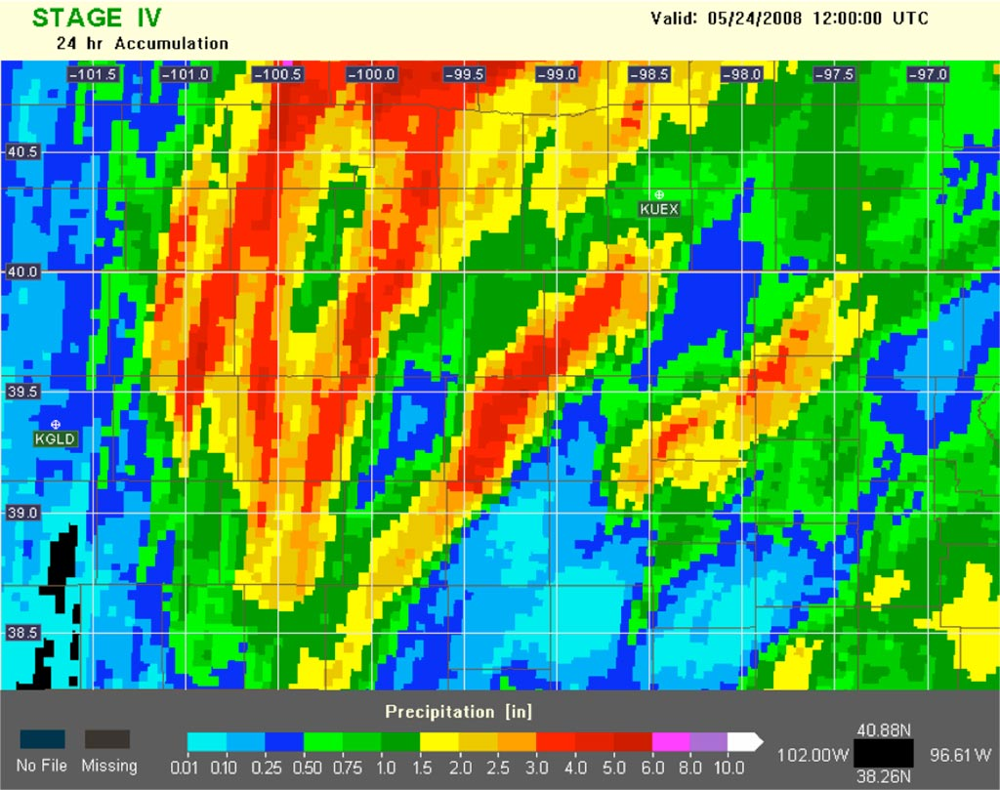 STAGE IV
Valid: 05/24/2008 12:00:00 UTC
24 hr Accumulation
-101.5 -101.0 -100.5 -100.0 -99.5 -99.0 -98.5 -98.0 -97.5 -97.0
40.5
KUEX
40.0
39.5
KGLD
39.0
38.5
Precipitation [in]
No File Missing
0.01 0.10 0.25 0.50 0.75 1.0 1.5 2.0 2.5 3.0 4.0 5.0 6.0 8.0 10.0
40.88N
102.00W 96.61W
38.26N